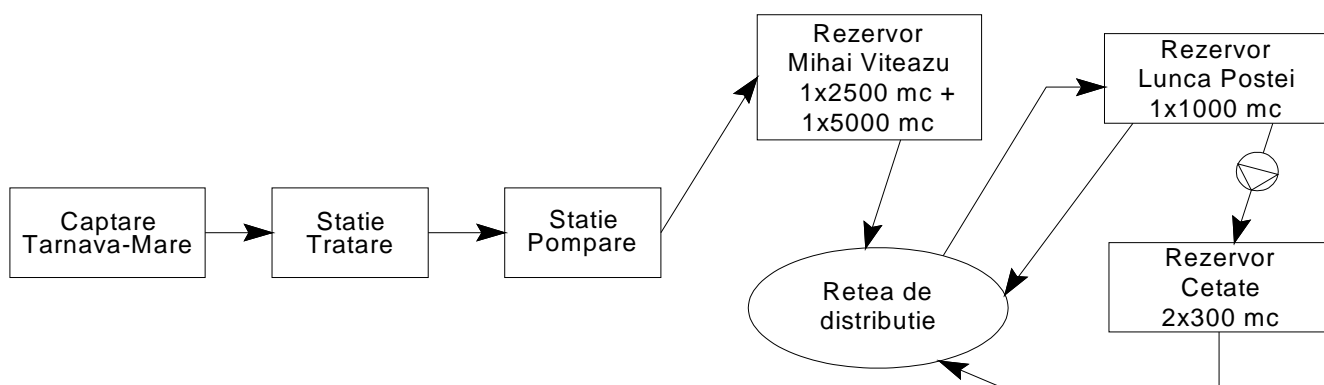 Rezervor
Mihai Viteazu
1x2500 mc +
1x5000 mc
Rezervor
Lunca Postei
1x1000 mc
Captare
Tarnava-Mare
Statie
Tratare
Statie
Pompare
Retea de
distributie
Rezervor
Cetate
2x300 mc